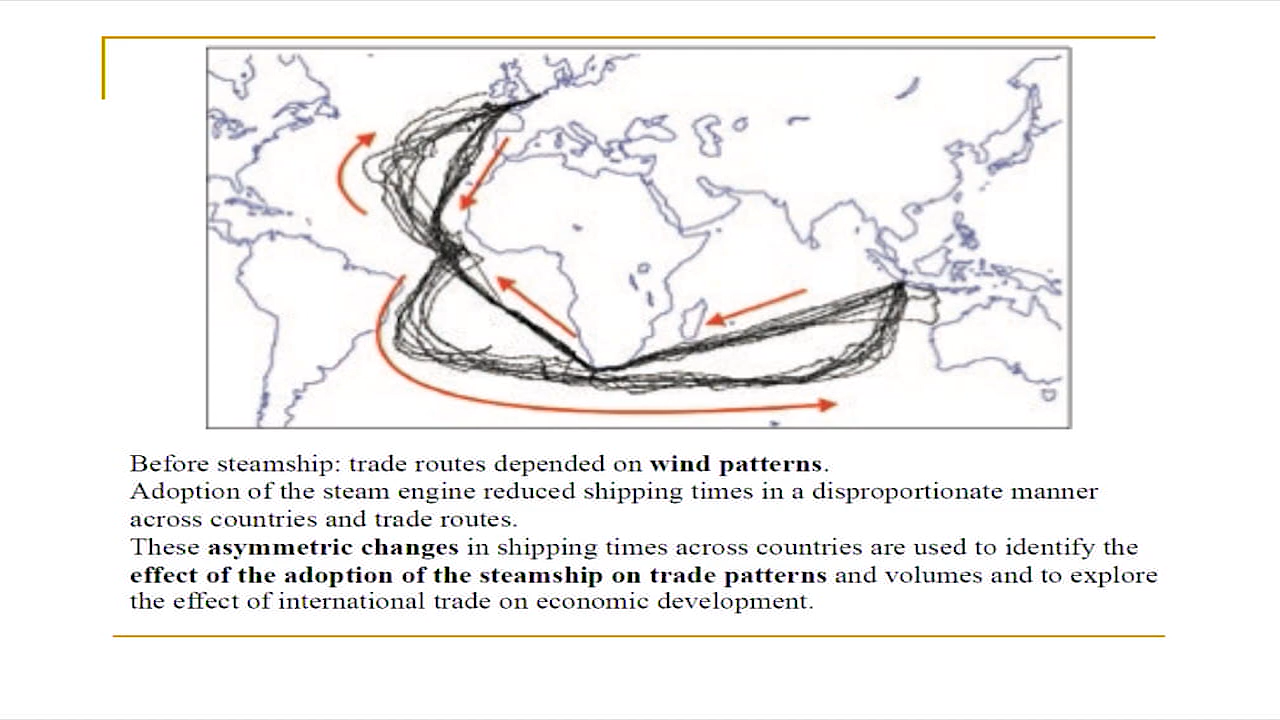 Before steamship: trade routes depended on wind patterns.
Adoption of the steam engine reduced shipping times in a disproportionate manner
across countries and trade routes.
These asymmetric changes in shipping times across countries are used to identify the
effect of the adoption of the steamship on trade patterns and volumes and to explore
the effect of international trade on economic development.